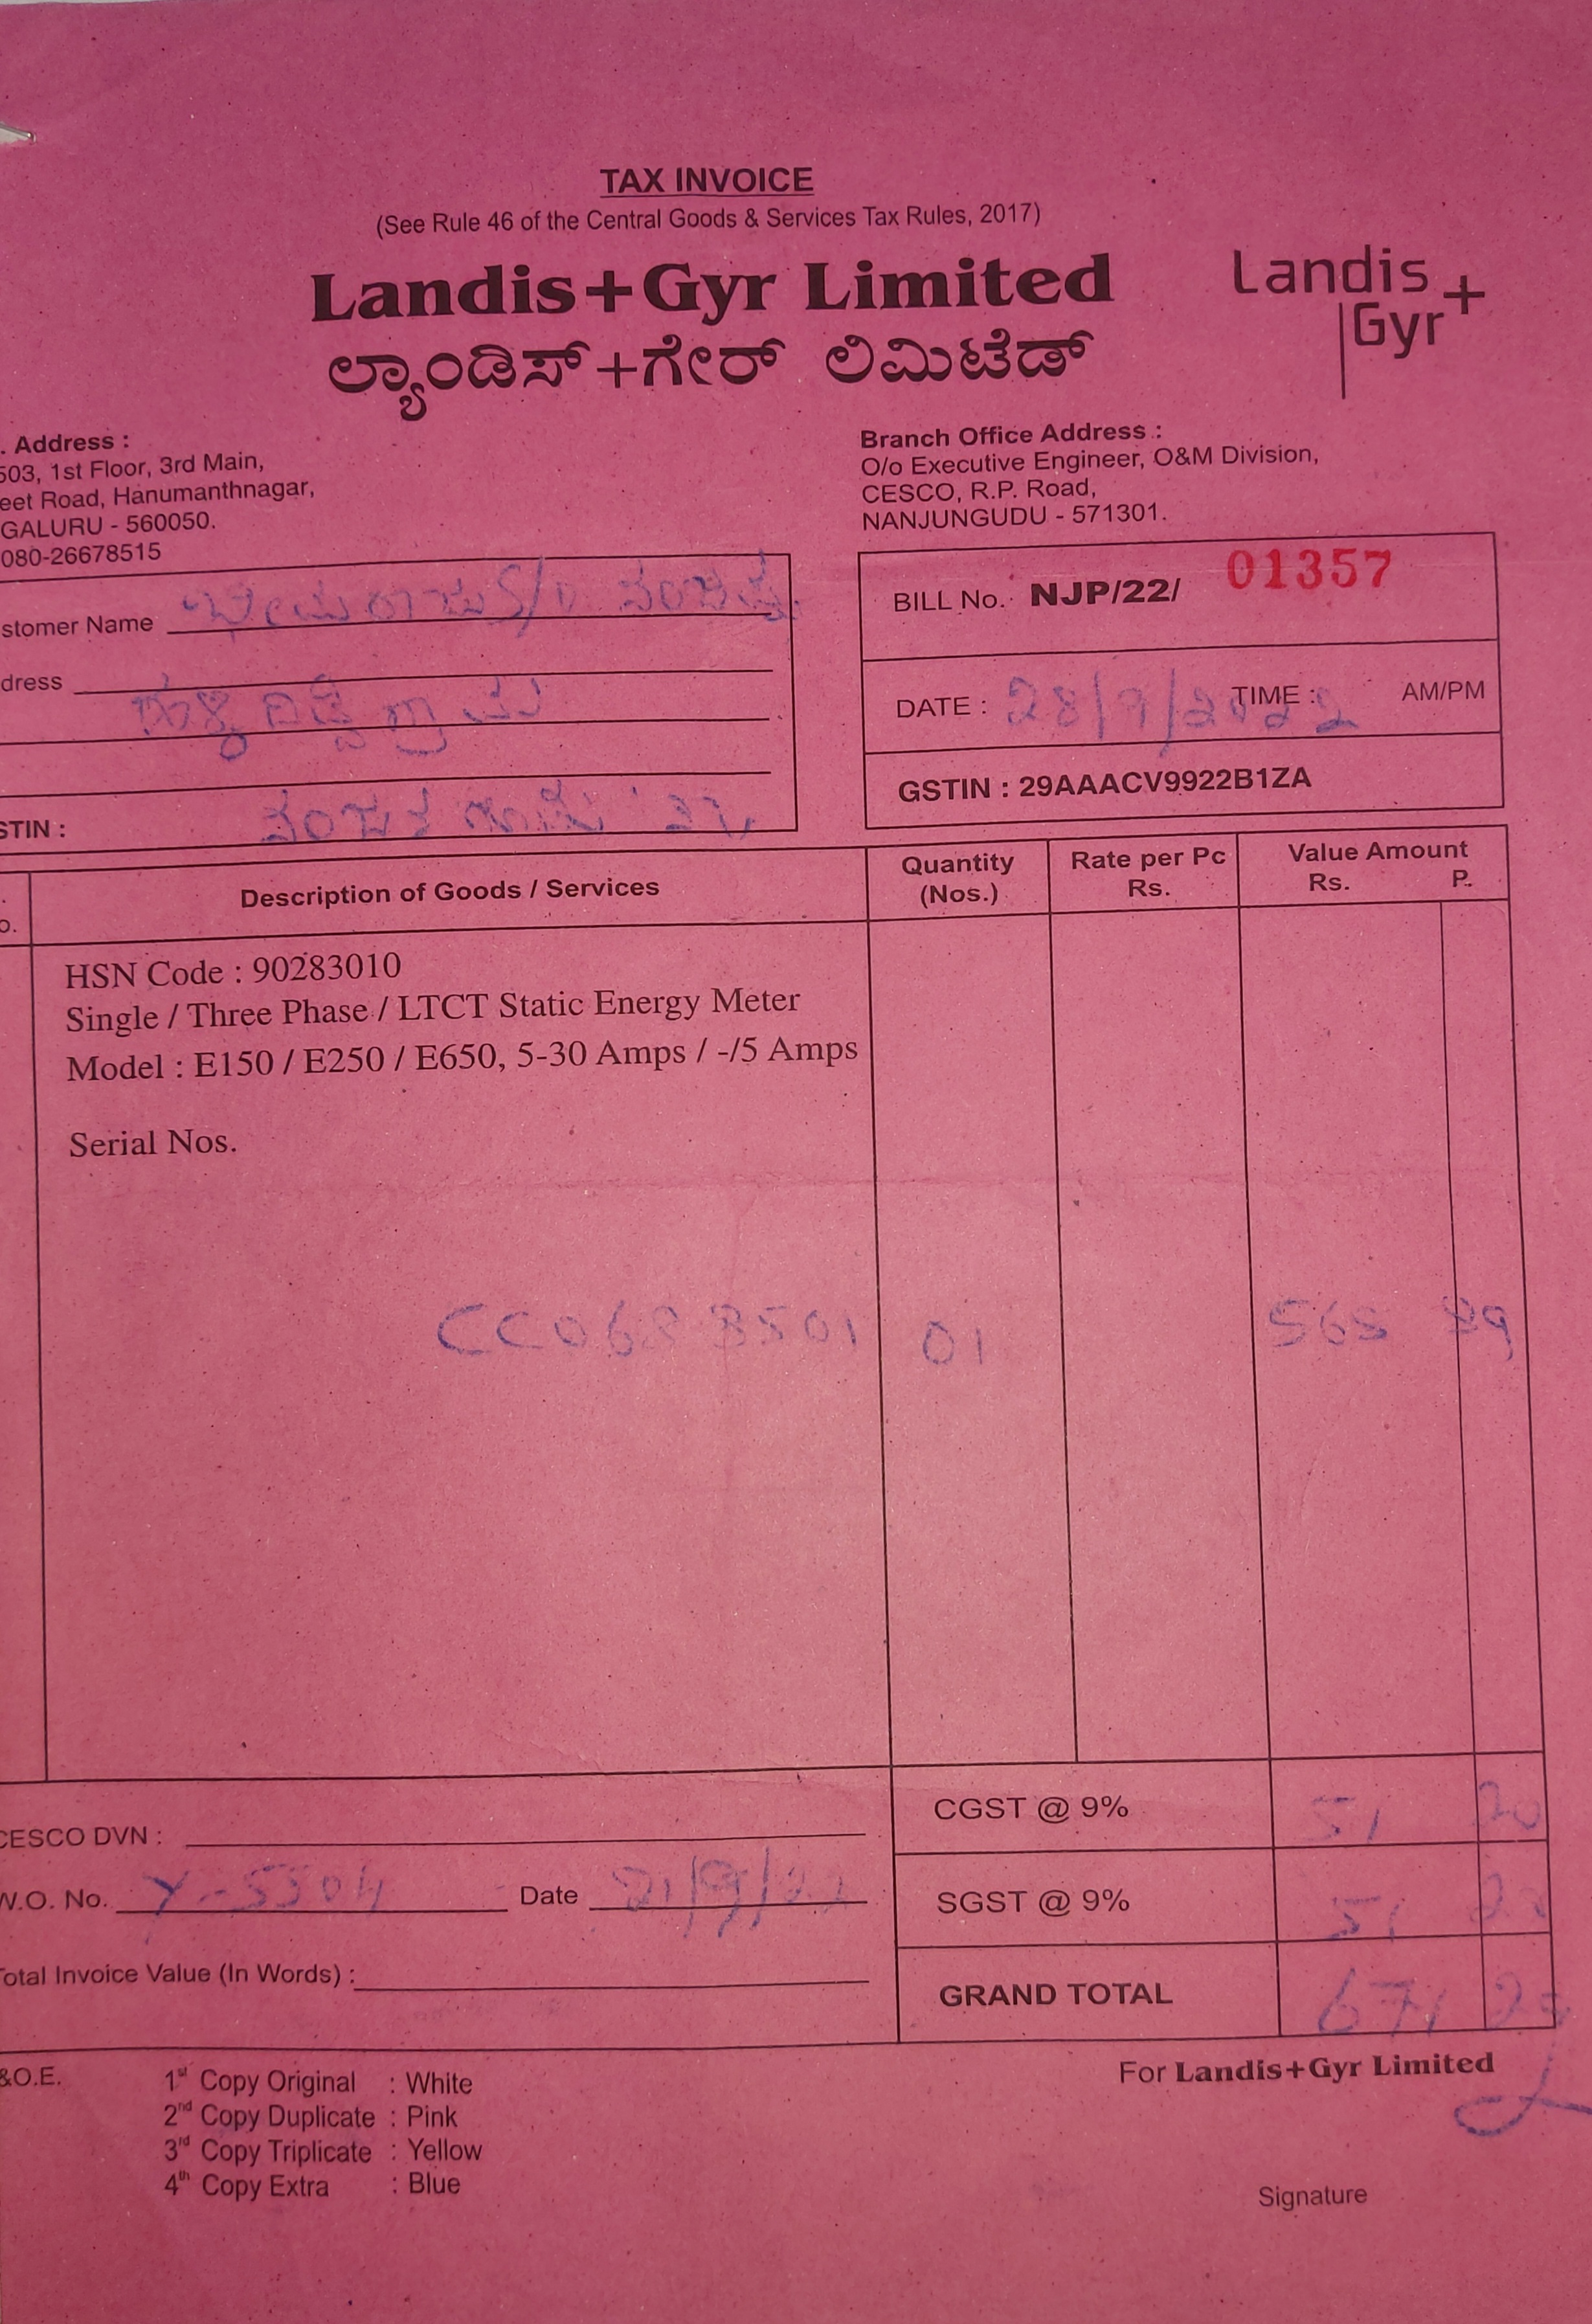 TAX INVOICE
(See Rule 46 of the Central Goods & Services Tax Rules, 2017)
Landis+Gyr Limited
Landis+
Gyr
ಲ್ಯಾಂಡಿಸ್+ಗೇರ್ ಲಿಮಿಟೆಡ್
. Address :
503, 1st Floor, 3rd Main,
eet Road, Hanumanthnagar,
GALURU - 560050.
080-26678515
Branch Office Address :
O/o Executive Engineer, O&M Division,
CESCO, R.P. Road,
NANJUNGUDU - 571301.
stomer Name
dress
STIN :
BILL No. NJP/22/ 01357
DATE : TIME : AM/PM
GSTIN : 29AAACV9922B1ZA
o. Description of Goods / Services Quantity (Nos.) Rate per Pc Rs. Value Amount Rs. P.
HSN Code : 90283010
Single / Three Phase / LTCT Static Energy Meter
Model : E150 / E250 / E650, 5-30 Amps / -/5 Amps
Serial Nos.
01
CGST @ 9% 51
CESCO DVN :
W.O. No. Y-5504 Date
SGST @ 9% 51
Total Invoice Value (In Words) :
GRAND TOTAL 671
&O.E.
1st Copy Original : White
2nd Copy Duplicate : Pink
3rd Copy Triplicate : Yellow
4th Copy Extra : Blue
For Landis+Gyr Limited
Signature